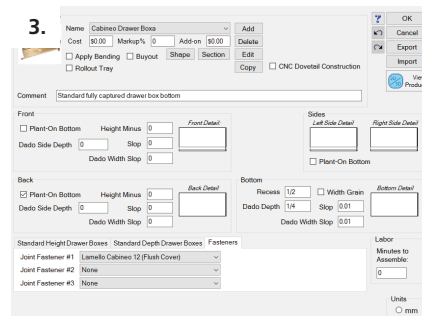 3.
Name Cabineo Drawer Boxa Add
Cost $0.00 Markup% 0 Add-on $0.00 Delete
Apply Banding Buyout Shape Section Edit
Rollout Tray Copy CNC Dovetail Construction
? OK
Cancel
Export
Import
Vie
Produc
Comment Standard fully captured drawer box bottom
Front
Plant-On Bottom Height Minus 0 Front Detail:
Dado Side Depth 0 Slop 0
Dado Width Slop 0
Sides
Left Side Detail Right Side Detail
Plant-On Bottom
Back
Plant-On Bottom Height Minus 0 Back Detail
Dado Side Depth 0 Slop 0
Dado Width Slop 0
Bottom
Recess 1/2 Width Grain Bottom Detail
Dado Depth 1/4 Slop 0.01
Dado Width Slop 0.01
Standard Height Drawer Boxes Standard Depth Drawer Boxes Fasteners
Joint Fastener #1 Lamello Cabineo 12 (Flush Cover)
Joint Fastener #2 None
Joint Fastener #3 None
Labor
Minutes to
Assemble:
0
Units
mm